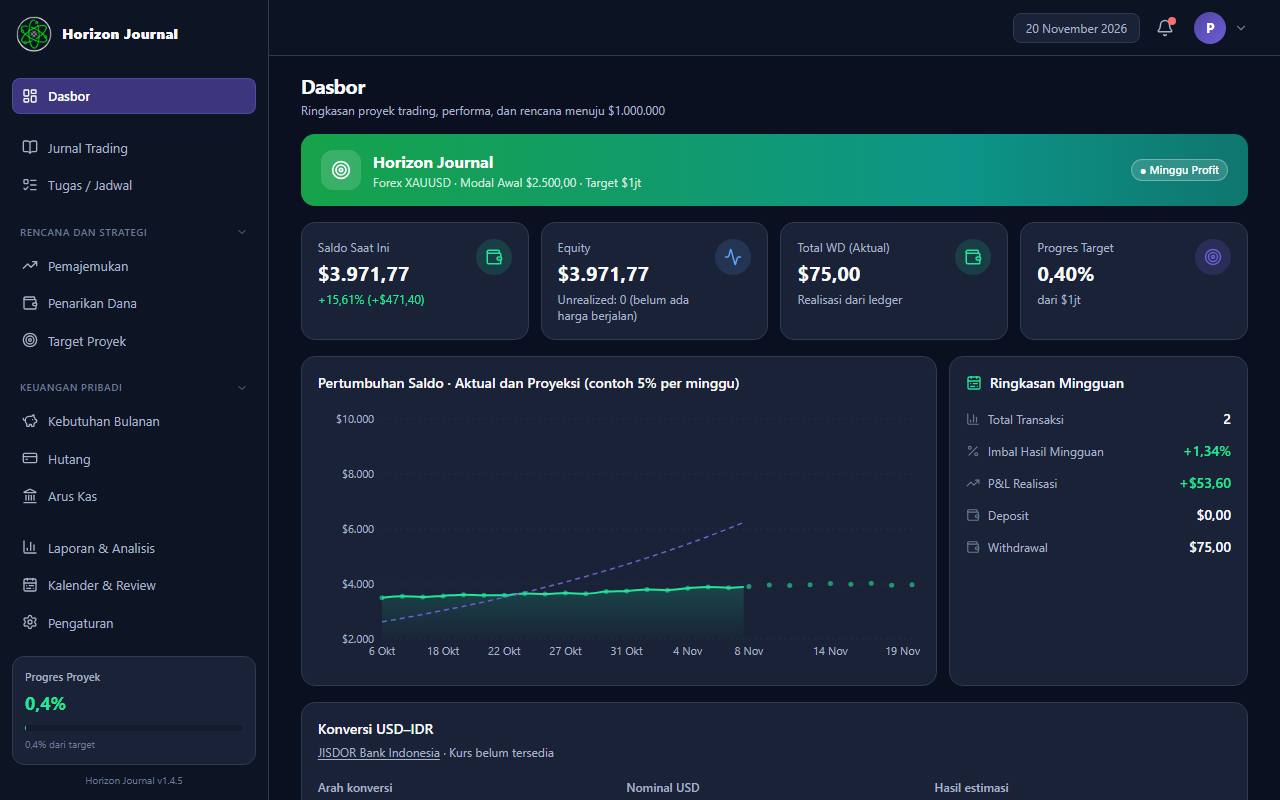 Horizon Journal
20 November 2026
P
Dasbor
Jurnal Trading
Tugas / Jadwal
RENCANA DAN STRATEGI
Pemajemukan
Penarikan Dana
Target Proyek
KEUANGAN PRIBADI
Kebutuhan Bulanan
Hutang
Arus Kas
Laporan & Analisis
Kalender & Review
Pengaturan
Progres Proyek
0,4%
0,4% dari target
Horizon Journal v1.4.5
Dasbor
Ringkasan proyek trading, performa, dan rencana menuju $1.000.000
Horizon Journal
Forex XAUUSD · Modal Awal $2.500,00 · Target $1jt
● Minggu Profit
Saldo Saat Ini
$3.971,77
+15,61% (+$471,40)
Equity
$3.971,77
Unrealized: 0 (belum ada
harga berjalan)
Total WD (Aktual)
$75,00
Realisasi dari ledger
Progres Target
0,40%
dari $1jt
Pertumbuhan Saldo · Aktual dan Proyeksi (contoh 5% per minggu)
$10.000
$8.000
$6.000
$4.000
$2.000
6 Okt 18 Okt 22 Okt 27 Okt 31 Okt 4 Nov 8 Nov 14 Nov 19 Nov
Ringkasan Mingguan
Total Transaksi 2
Imbal Hasil Mingguan +1,34%
P&L Realisasi +$53,60
Deposit $0,00
Withdrawal $75,00
Konversi USD–IDR
JISDOR Bank Indonesia · Kurs belum tersedia
Arah konversi Nominal USD Hasil estimasi